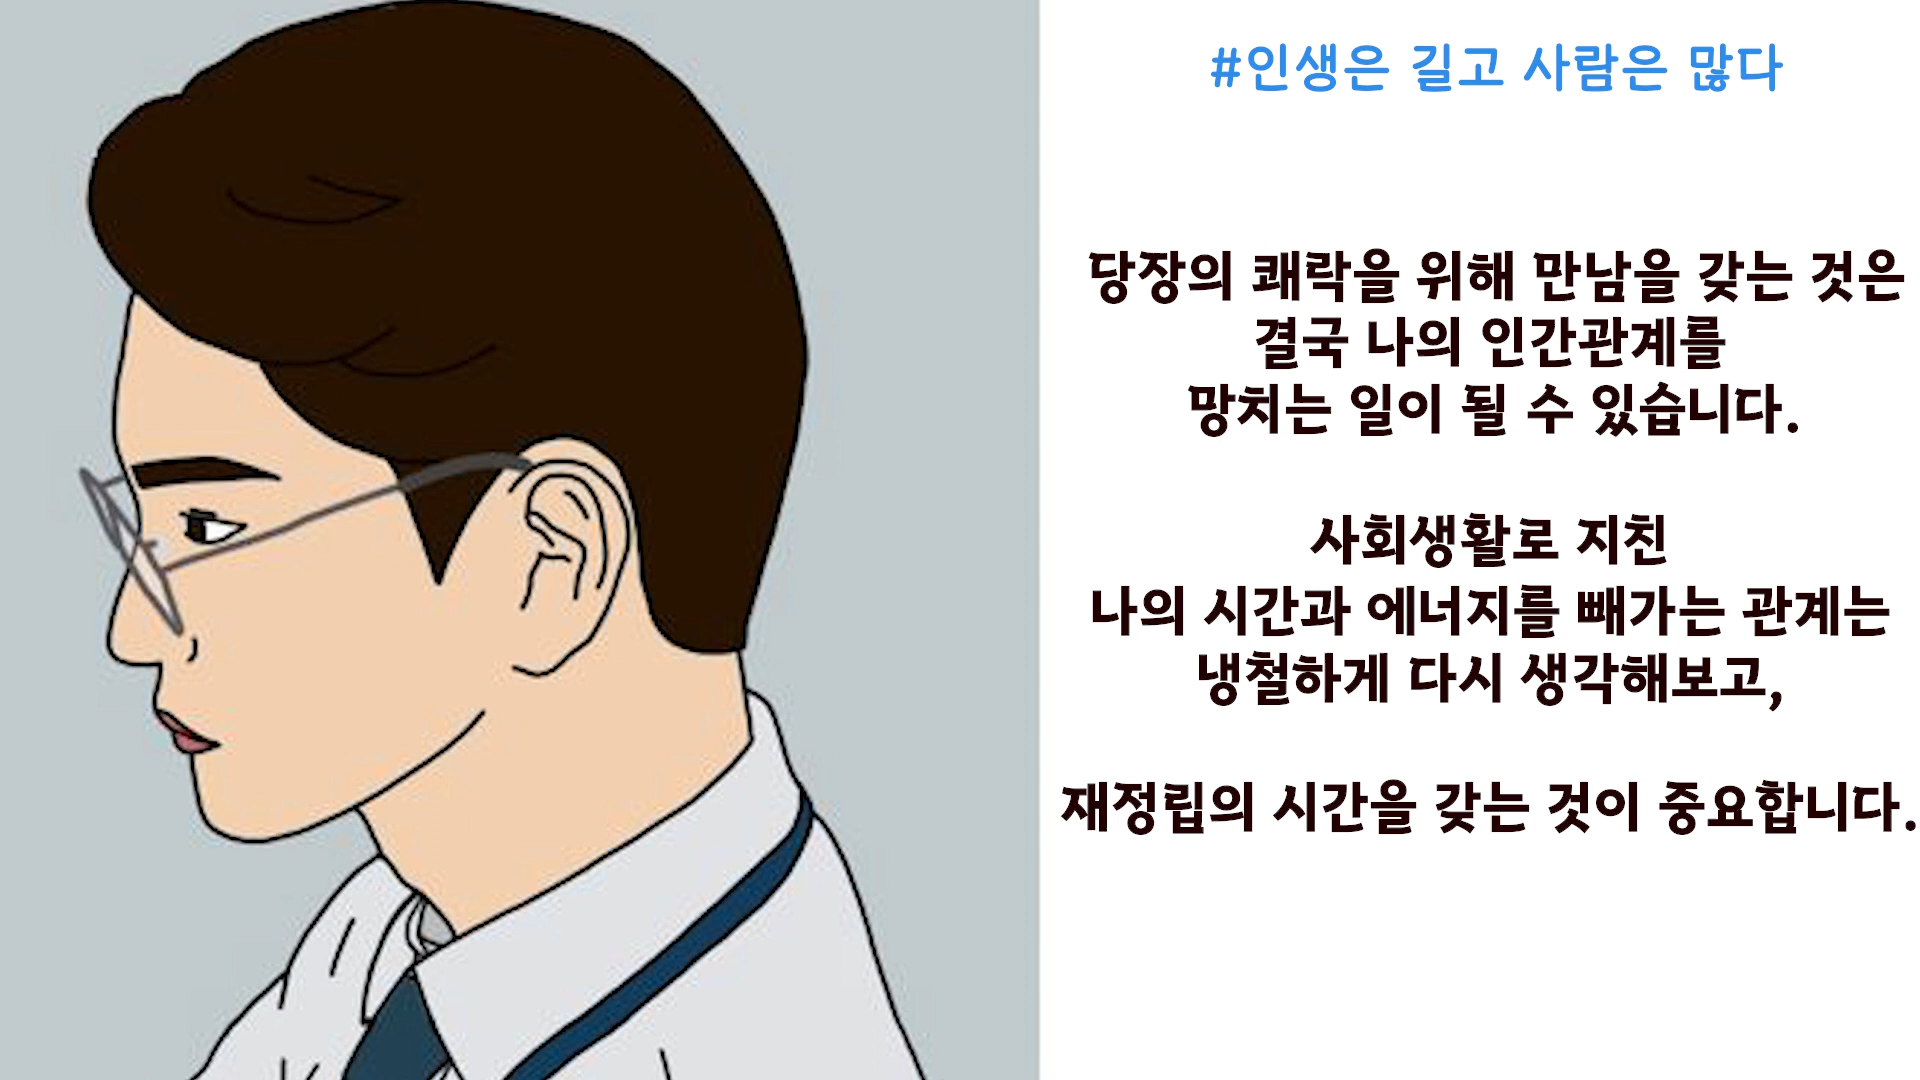 #인생은 길고 사람은 많다
당장의 쾌락을 위해 만남을 갖는 것은
결국 나의 인간관계를
망치는 일이 될 수 있습니다.
사회생활로 지친
나의 시간과 에너지를 빼가는 관계는
냉철하게 다시 생각해보고,
재정립의 시간을 갖는 것이 중요합니다.